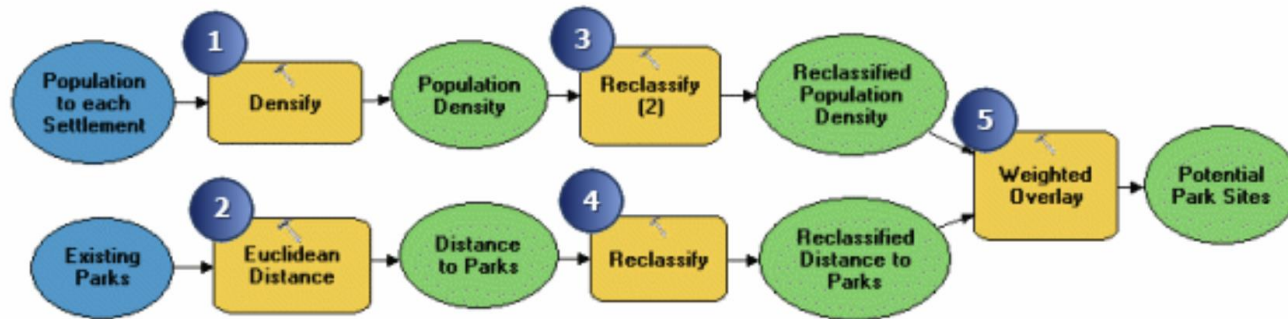 1
Population
to each
Settlement
Densify
Population
Density
3
Reclassify
(2)
Reclassified
Population
Density
5
Weighted
Overlay
Potential
Park Sites
2
Existing
Parks
Euclidean
Distance
Distance
to Parks
4
Reclassify
Reclassified
Distance to
Parks